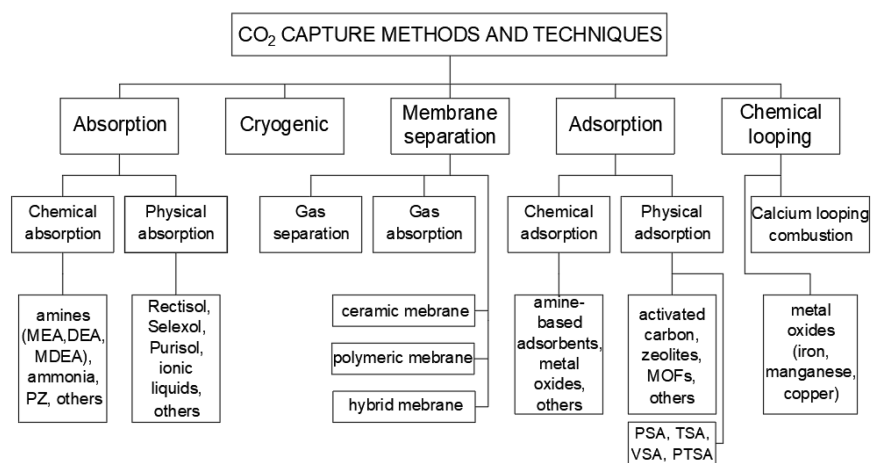 CO₂ CAPTURE METHODS AND TECHNIQUES
Absorption
Cryogenic
Membrane
separation
Adsorption
Chemical
looping
Chemical
absorption
Physical
absorption
Gas
separation
Gas
absorption
Chemical
adsorption
Physical
adsorption
Calcium looping
combustion
amines
(MEA,DEA,
MDEA),
ammonia,
PZ, others
Rectisol,
Selexol,
Purisol,
ionic
liquids,
others
ceramic mebrane
polymeric mebrane
hybrid mebrane
amine-
based
adsorbents,
metal
oxides,
others
activated
carbon,
zeolites,
MOFs,
others
PSA, TSA,
VSA, PTSA
metal
oxides
(iron,
manganese,
copper)